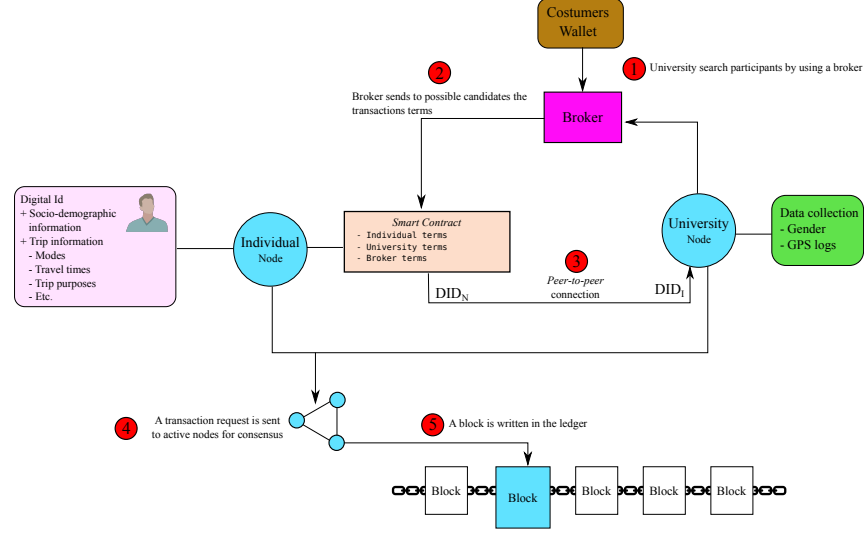 Costumers
Wallet
1
University search participants by using a broker
2
Broker sends to possible candidates the
transactions terms
Broker
Digital Id
+ Socio-demographic
information
+ Trip information
- Modes
- Travel times
- Trip purposes
- Etc.
Individual
Node
Smart Contract
- Individual terms
- University terms
- Broker terms
University
Node
Data collection
- Gender
- GPS logs
3
Peer-to-peer
connection
DID_N
DID_I
4
A transaction request is sent
to active nodes for consensus
5
A block is written in the ledger
Block
Block
Block
Block
Block